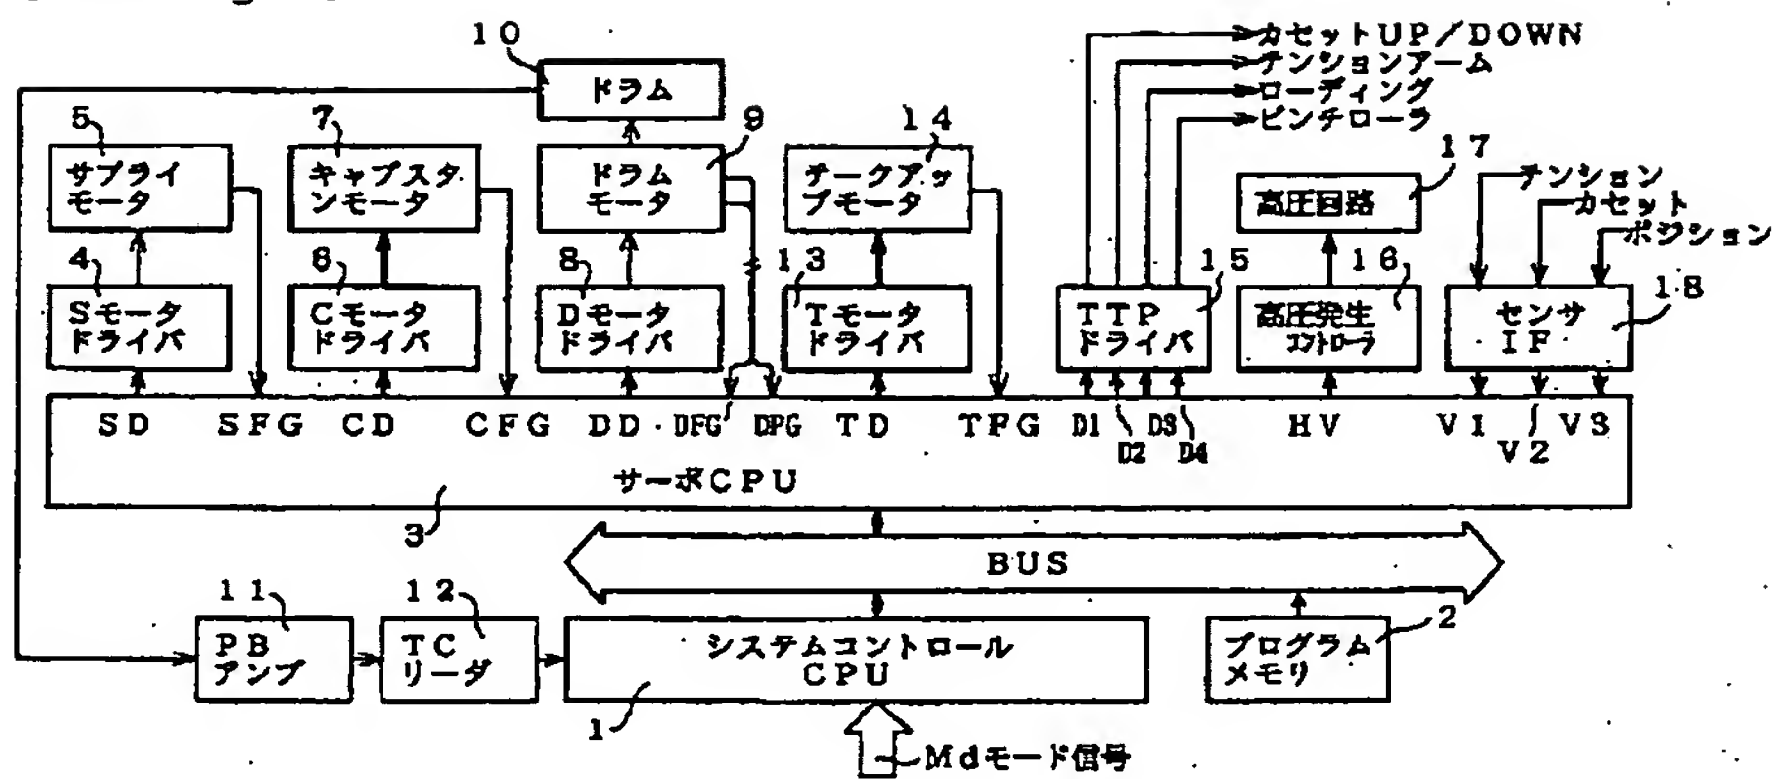 10
カセットUP/DOWN
テンションアーム
ローディング
ピンチローラ
ドラム
5
7
9
14
17
サプライ
モータ
キャプスタ
ンモータ
ドラム
モータ
テークアッ
プモータ
高圧回路
テンション
カセット
ポジション
4
6
8
13
15
16
18
Sモータ
ドライバ
Cモータ
ドライバ
Dモータ
ドライバ
Tモータ
ドライバ
TTP
ドライバ
高圧発生
コントローラ
センサ
IF
SD SFG CD CFG DD DFG DPG TD TFG D1 D2 D3 D4 HV V1 V2 V3
サーボCPU
3
BUS
11
12
2
PB
アンプ
TC
リーダ
システムコントロール
CPU
プログラム
メモリ
1
Mdモード信号